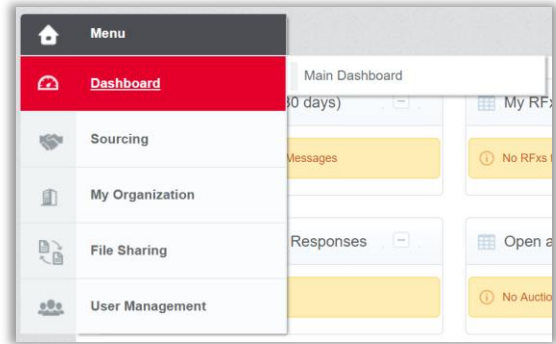 Menu
Dashboard
Main Dashboard
30 days)
My RFx
Sourcing
Messages
No RFxs
My Organization
File Sharing
Responses
Open a
User Management
No Auctio